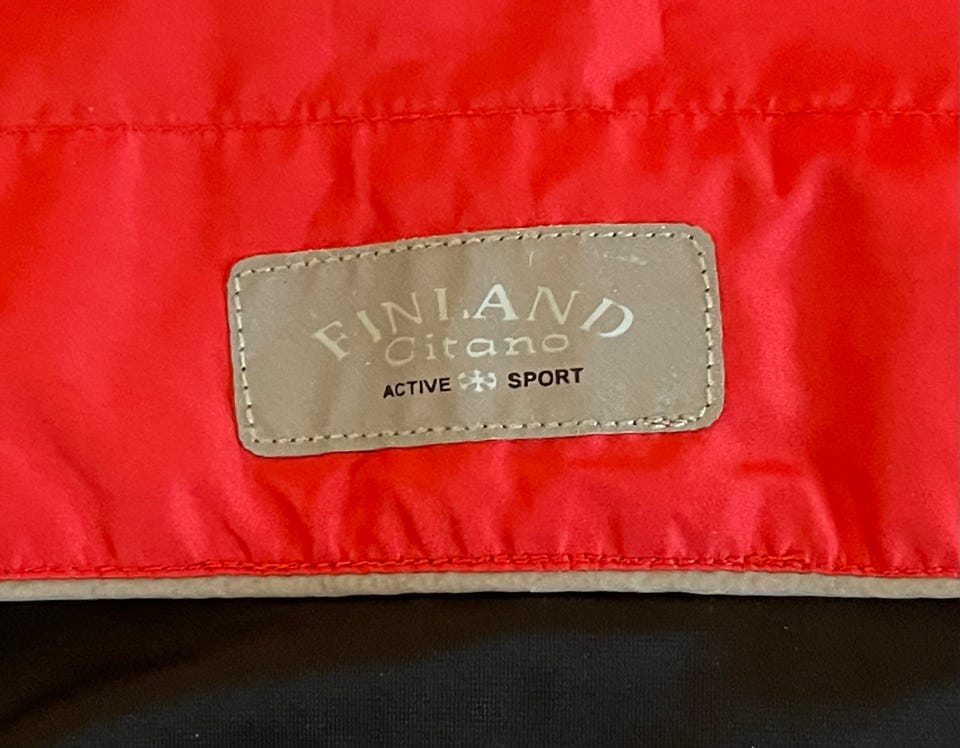 FINLAND
Citano
ACTIVE SPORT